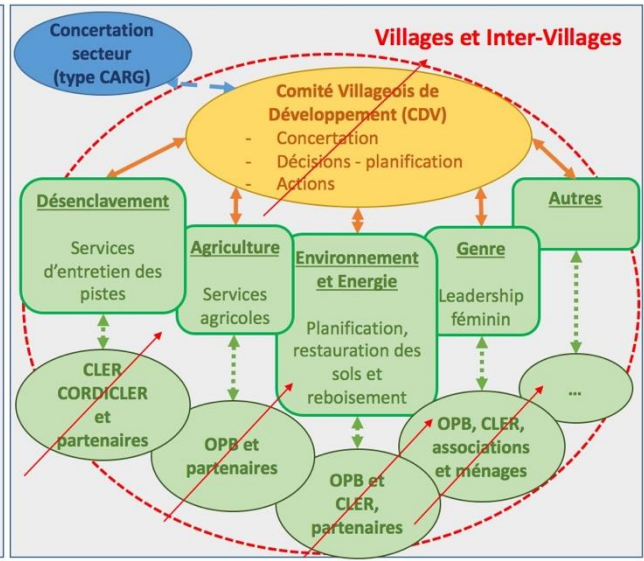 Concertation
secteur
(type CARG)
Villages et Inter-Villages
Comité Villageois de
Développement (CDV)
- Concertation
- Décisions - planification
- Actions
Désenclavement
Services
d'entretien des
pistes
Agriculture
Services
agricoles
Environnement
et Energie
Planification,
restauration des
sols et
reboisement
Genre
Leadership
féminin
Autres
CLER
CORDICLER
et
partenaires
OPB et
partenaires
OPB et
CLER,
partenaires
OPB, CLER,
associations
et ménages
...